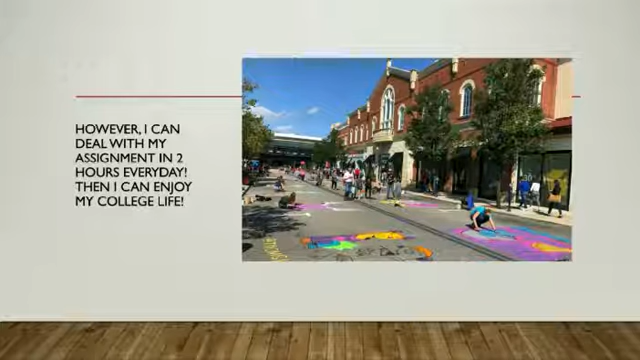 HOWEVER, I CAN
DEAL WITH MY
ASSIGNMENT IN 2
HOURS EVERYDAY!
THEN I CAN ENJOY
MY COLLEGE LIFE!